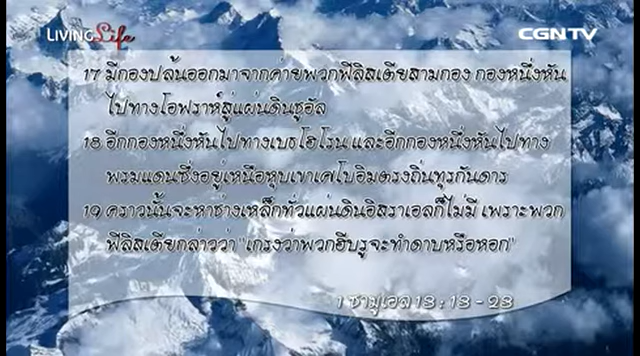 LIVING Life
CGNTV
17 มีกองปล้นออกมาจากค่ายพวกฟีลิสเตียสามกอง กองหนึ่งหัน
ไปทางโอฟราห์สู่แผ่นดินชูอัล
18 อีกกองหนึ่งหันไปทางเบธโฮโรน และอีกกองหนึ่งหันไปทาง
พรมแดนซึ่งอยู่เหนือหุบเขาเศโบอิมตรงถิ่นทุรกันดาร
19 คราวนั้นจะหาช่างเหล็กทั่วแผ่นดินอิสราเอลก็ไม่มี เพราะพวก
ฟีลิสเตียกล่าวว่า "เกรงว่าพวกฮีบรูจะทำดาบหรือหอก"
1 ซามูเอล 13 : 13 - 23